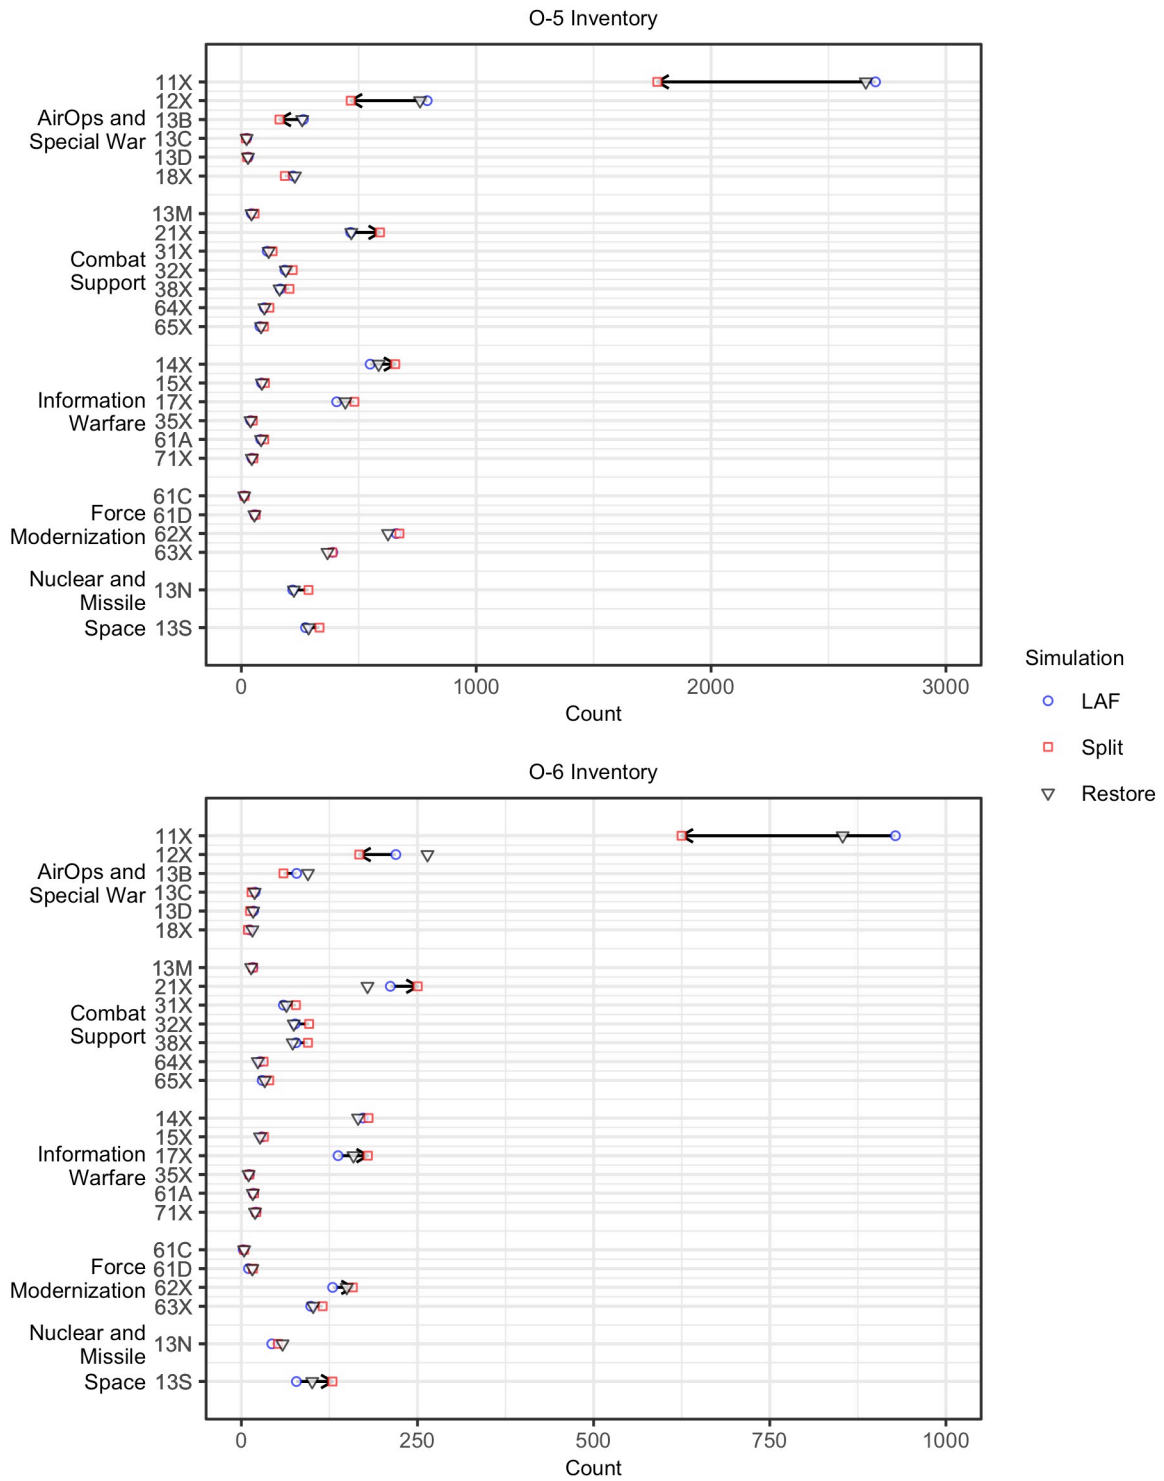 O-5 Inventory
11X
12X
AirOps and
Special War
13B
13C
13D
18X
13M
21X
31X
Combat
Support
32X
38X
64X
65X
14X
15X
Information
Warfare
17X
35X
61A
71X
61C
Force
Modernization
61D
62X
63X
Nuclear and
Missile
13N
Space
13S
0 1000 2000 3000
Count
Simulation
LAF
Split
Restore
O-6 Inventory
11X
12X
AirOps and
Special War
13B
13C
13D
18X
13M
21X
31X
Combat
Support
32X
38X
64X
65X
14X
15X
Information
Warfare
17X
35X
61A
71X
61C
Force
Modernization
61D
62X
63X
Nuclear and
Missile
13N
Space
13S
0 250 500 750 1000
Count